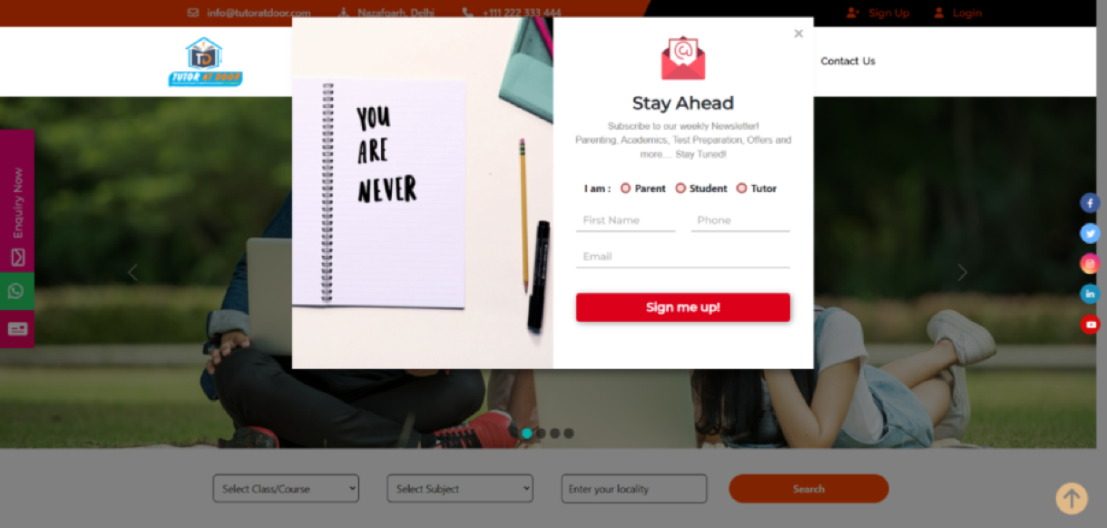 info@tutoratdoor.com
Nazafgarh, Delhi
+111 222 333 444
Sign Up
Login
TUTOR AT DOOR
Contact Us
YOU
ARE
NEVER
Stay Ahead
Subscribe to our weekly Newsletter!
Parenting, Academics, Test Preparation, Offers and
more.... Stay Tuned!
I am :
Parent
Student
Tutor
First Name
Phone
Email
Sign me up!
Enquiry Now
Select Class/Course
Select Subject
Enter your locality
Search